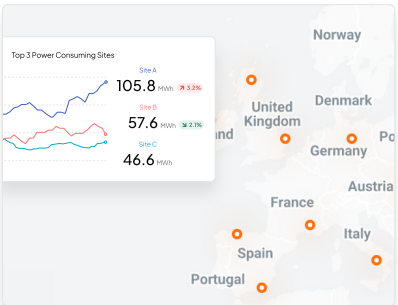 Norway
Top 3 Power Consuming Sites
Site A
105.8 MWh 3.2%
Site B
57.6 MWh 2.1%
Site C
46.6 MWh
United
Kingdom
Denmark
Germany
Austria
France
Italy
Spain
Portugal